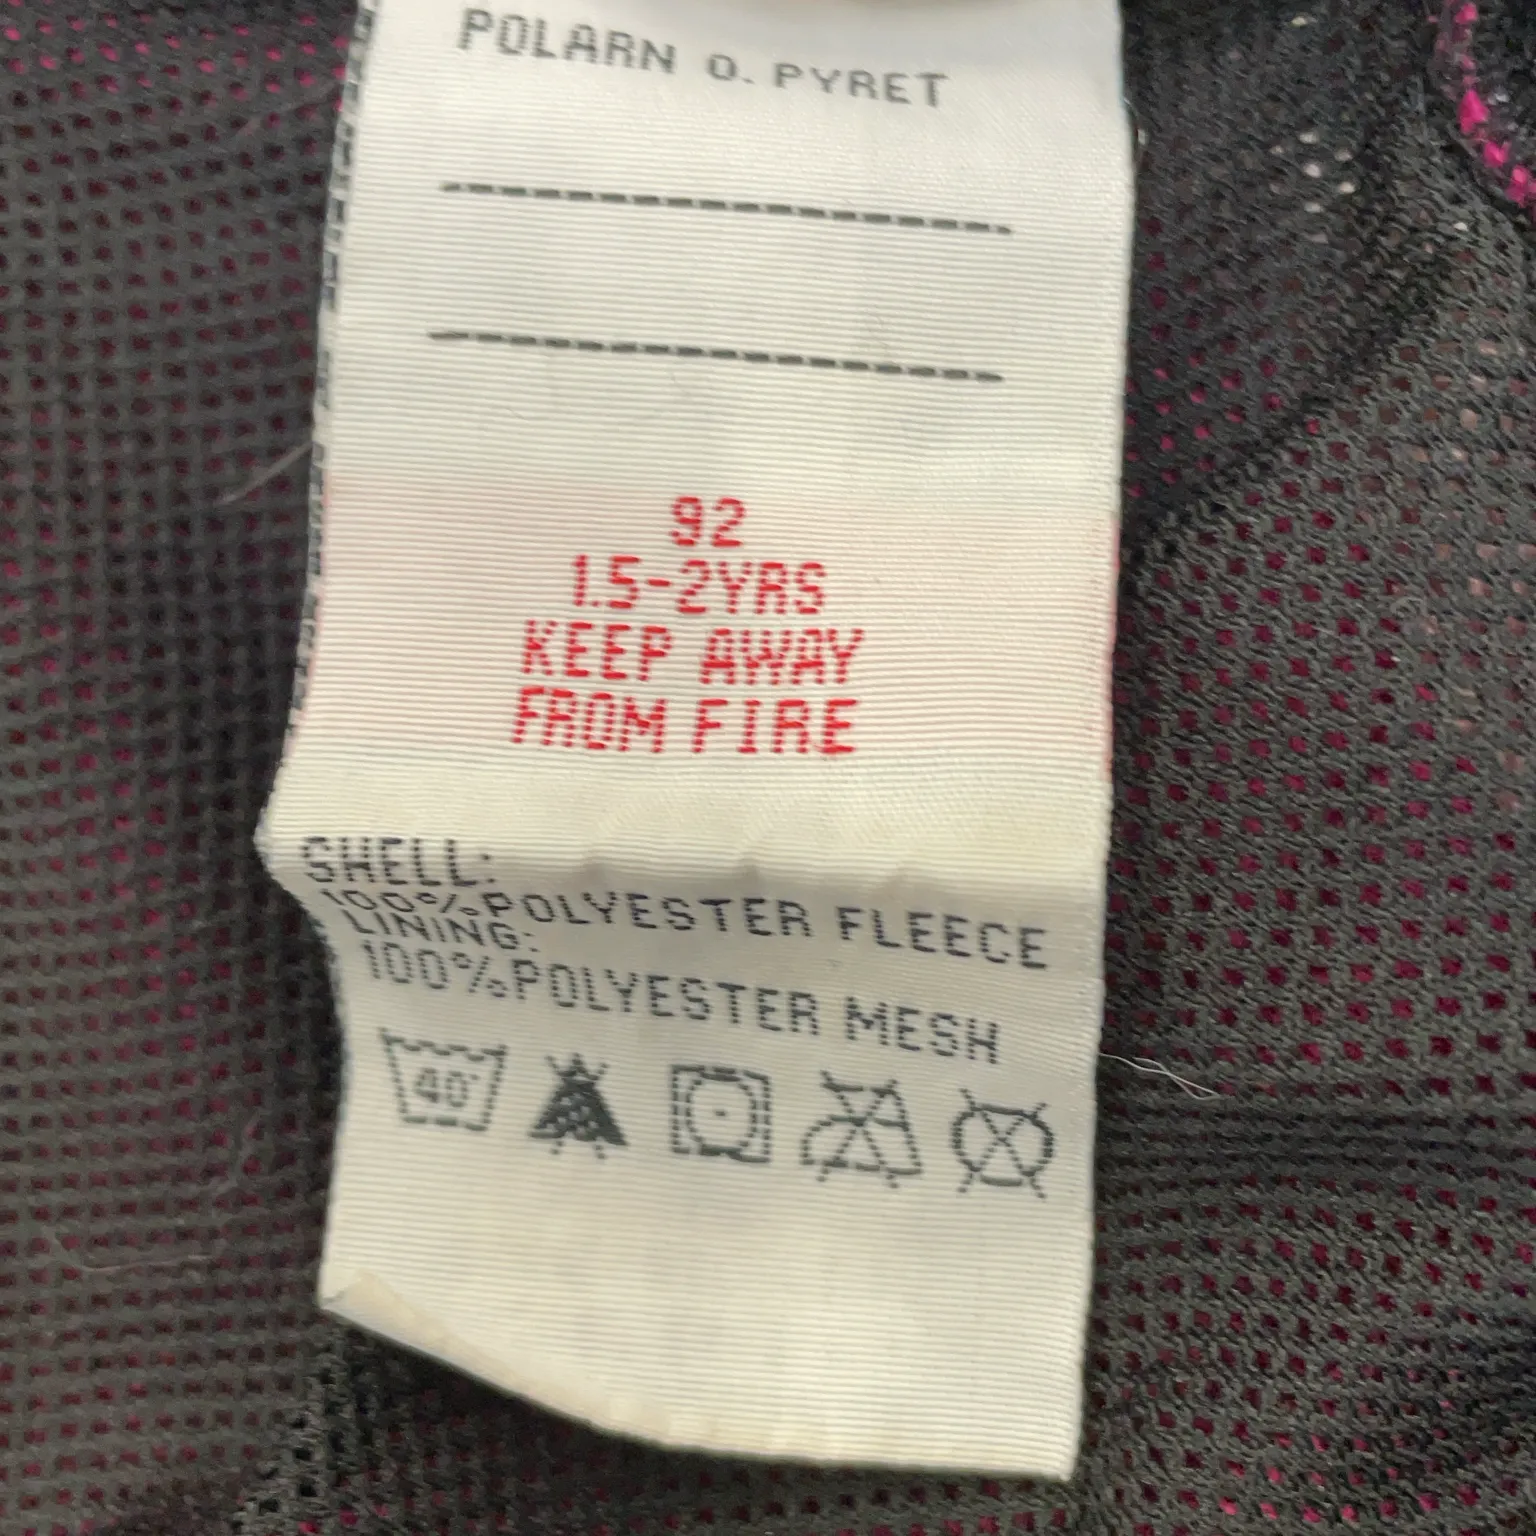 POLARN O. PYRET
92
1.5-2YRS
KEEP AWAY
FROM FIRE
SHELL:
100%POLYESTER FLEECE
LINING:
100%POLYESTER MESH
40°